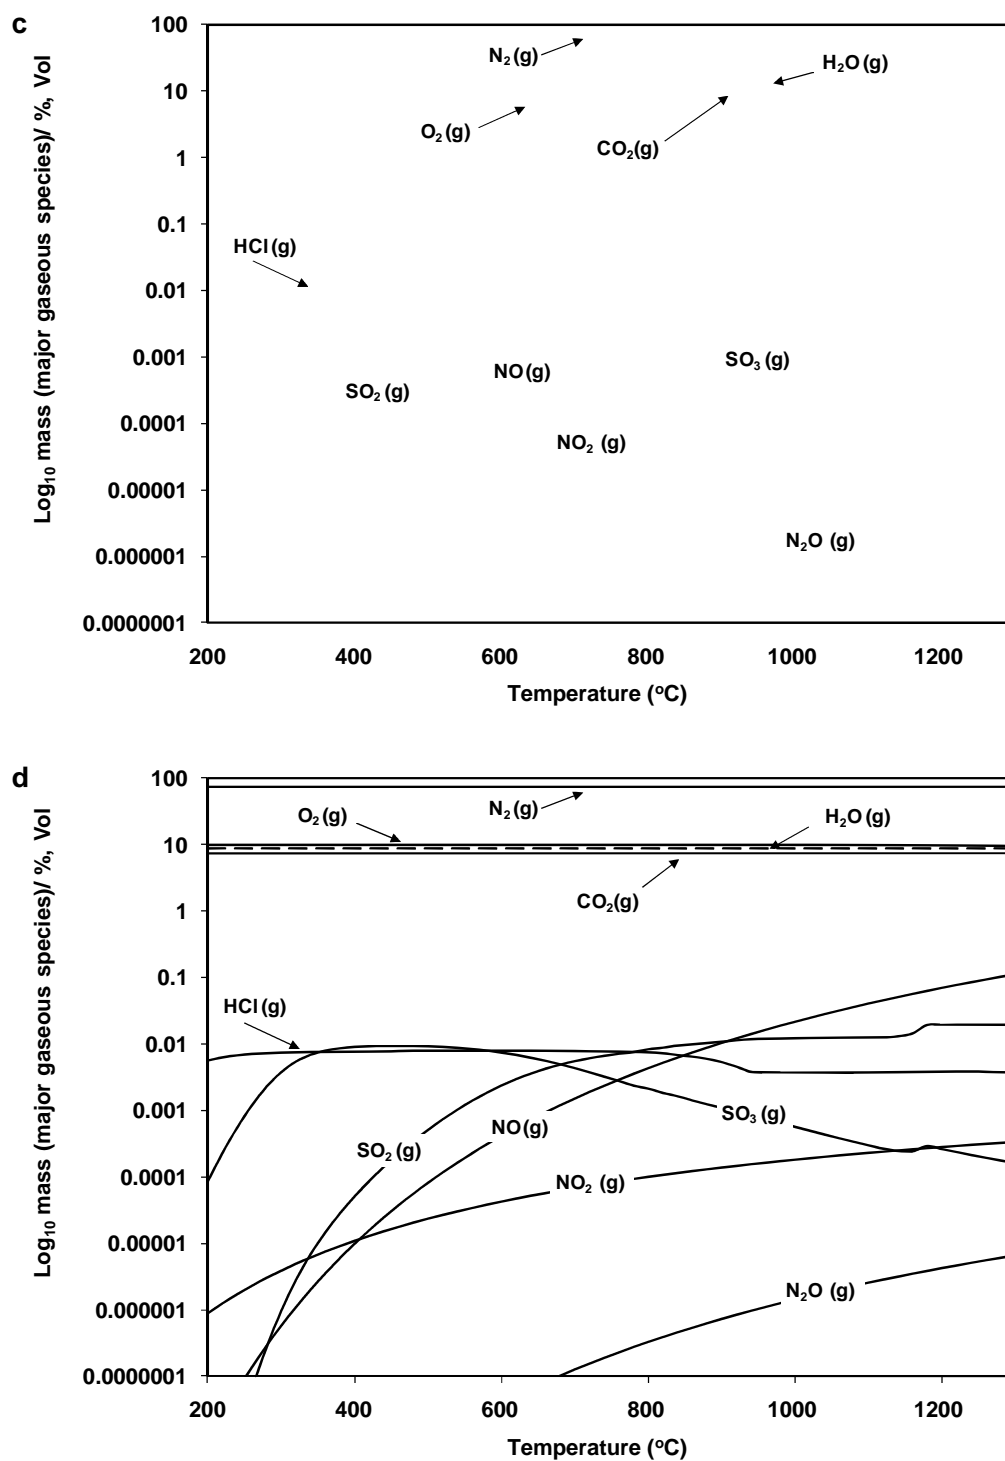 c
Log10 mass (major gaseous species)/ %, Vol
100
10
1
0.1
0.01
0.001
0.0001
0.00001
0.000001
0.0000001
N2(g)
H2O(g)
O2(g)
CO2(g)
HCl(g)
SO2(g)
NO(g)
SO3(g)
NO2 (g)
N2O (g)
200 400 600 800 1000 1200
Temperature (oC)
d
Log10 mass (major gaseous species)/ %, Vol
100
10
1
0.1
0.01
0.001
0.0001
0.00001
0.000001
0.0000001
O2(g)
N2(g)
H2O(g)
CO2(g)
HCl(g)
SO2(g)
NO(g)
SO3(g)
NO2 (g)
N2O (g)
200 400 600 800 1000 1200
Temperature (oC)